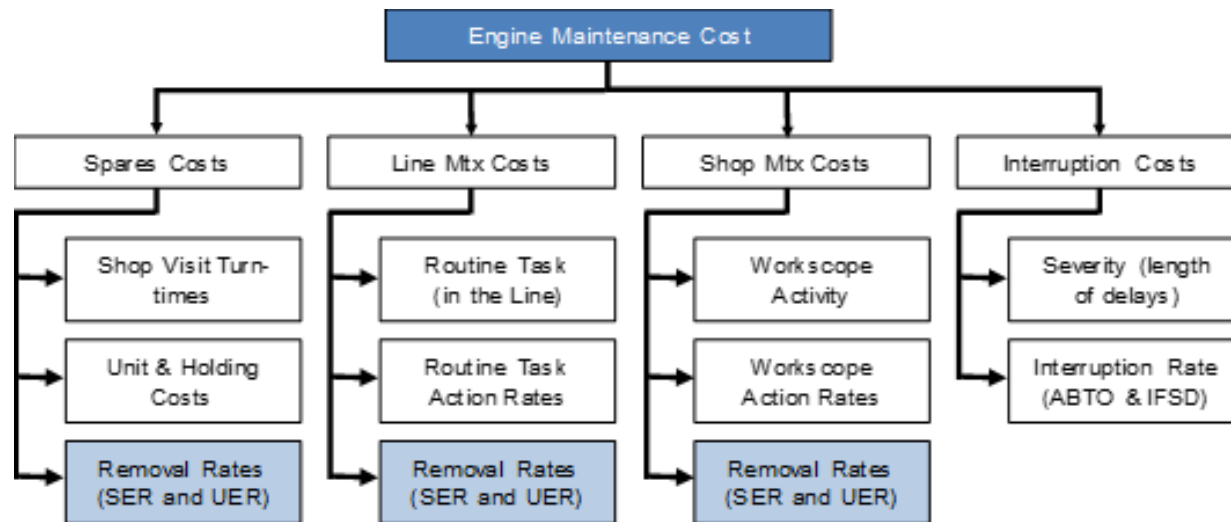 Engine Maintenance Cost
Spares Costs
Line Mtx Costs
Shop Mtx Costs
Interruption Costs
Shop Visit Turn-
times
Routine Task
(in the Line)
Workscope
Activity
Severity (length
of delays)
Unit & Holding
Costs
Routine Task
Action Rates
Workscope
Action Rates
Interruption Rate
(ABTO & IFSD)
Removal Rates
(SER and UER)
Removal Rates
(SER and UER)
Removal Rates
(SER and UER)